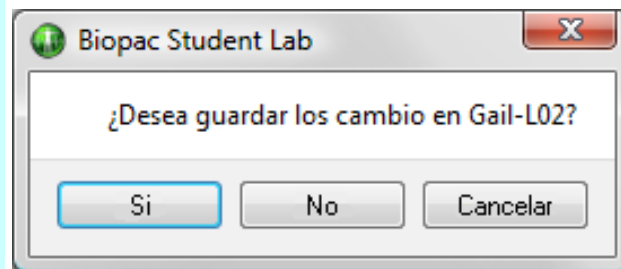 Biopac Student Lab
¿Desea guardar los cambio en Gail-L02?
Si No Cancelar